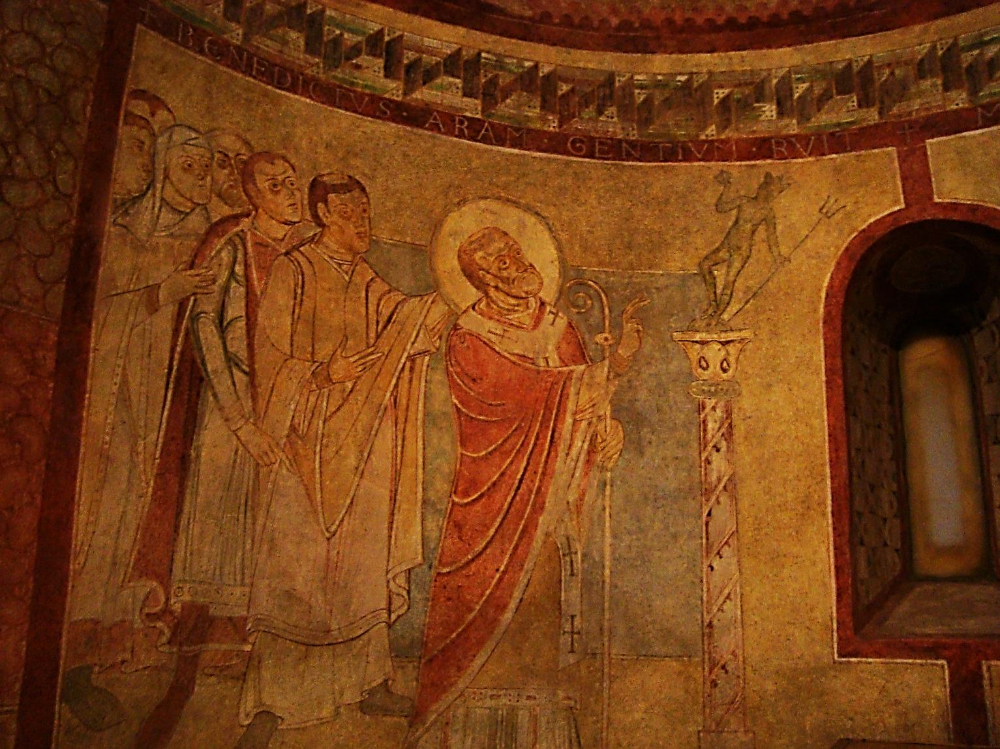 + BENEDICTVS · ARAM GENTIVM · RVIT + M